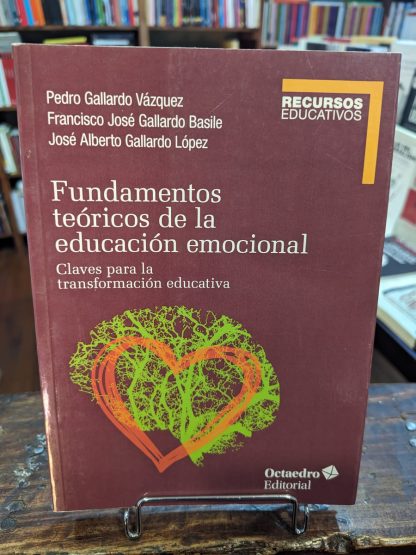 Pedro Gallardo Vázquez
Francisco José Gallardo Basile
José Alberto Gallardo López
RECURSOS
EDUCATIVOS
Fundamentos
teóricos de la
educación emocional
Claves para la
transformación educativa
Octaedro
Editorial